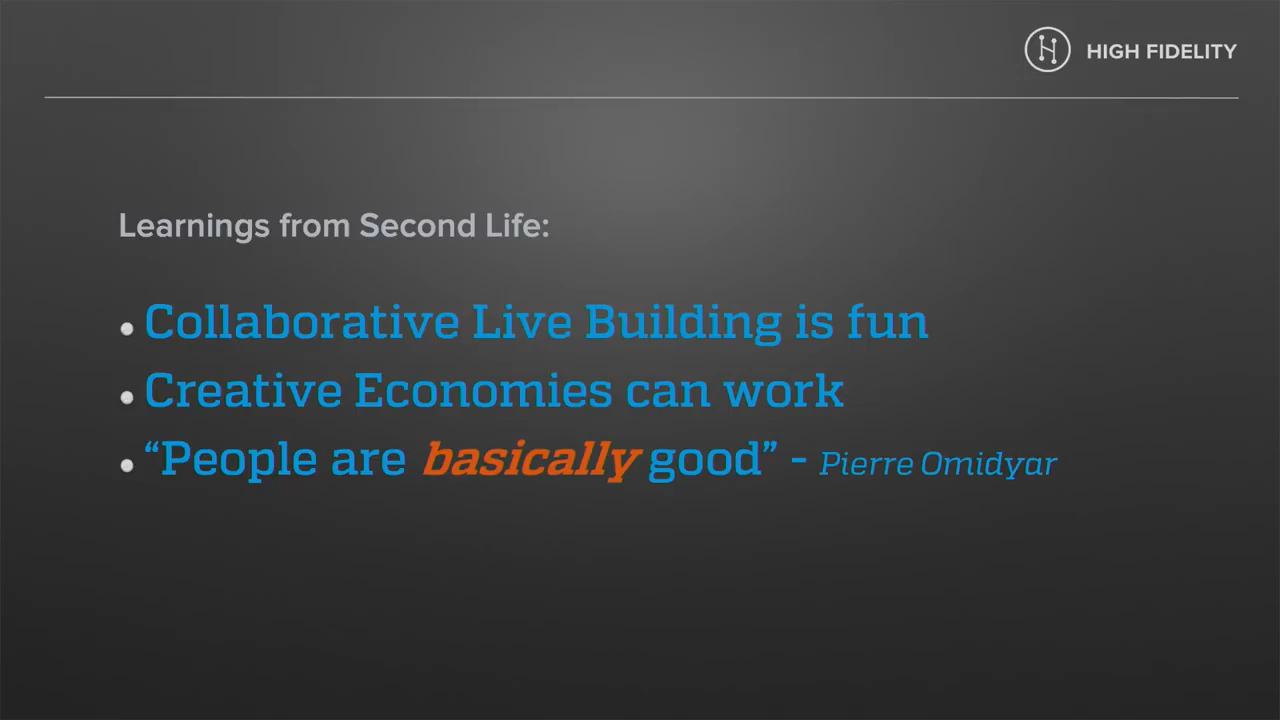 HIGH FIDELITY
Learnings from Second Life:
• Collaborative Live Building is fun
• Creative Economies can work
• “People are basically good” - Pierre Omidyar